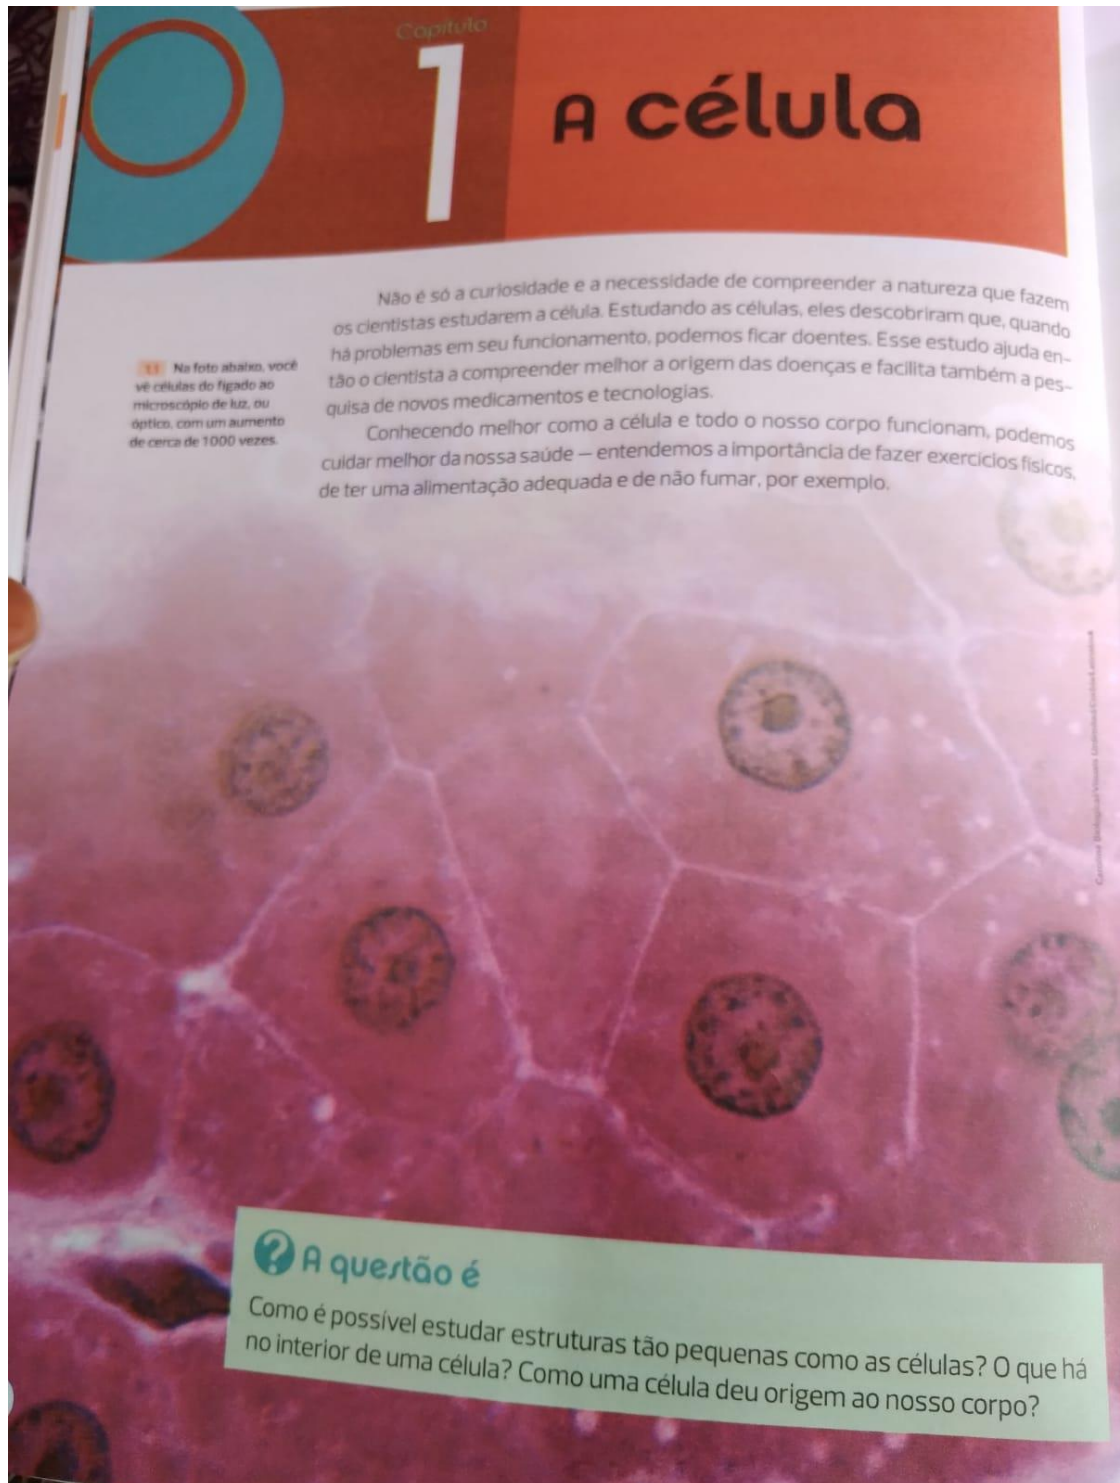 Capítulo
1
A célula
Não é só a curiosidade e a necessidade de compreender a natureza que fazem
os cientistas estudarem a célula. Estudando as células, eles descobriram que, quando
há problemas em seu funcionamento, podemos ficar doentes. Esse estudo ajuda en-
tão o cientista a compreender melhor a origem das doenças e facilita também a pes-
quisa de novos medicamentos e tecnologias.
Conhecendo melhor como a célula e todo o nosso corpo funcionam, podemos
cuidar melhor da nossa saúde — entendemos a importância de fazer exercícios físicos,
de ter uma alimentação adequada e de não fumar, por exemplo.
1.1 Na foto abaixo, você
vê células do fígado ao
microscópio de luz, ou
óptico, com um aumento
de cerca de 1000 vezes.
? A questão é
Como é possível estudar estruturas tão pequenas como as células? O que há
no interior de uma célula? Como uma célula deu origem ao nosso corpo?